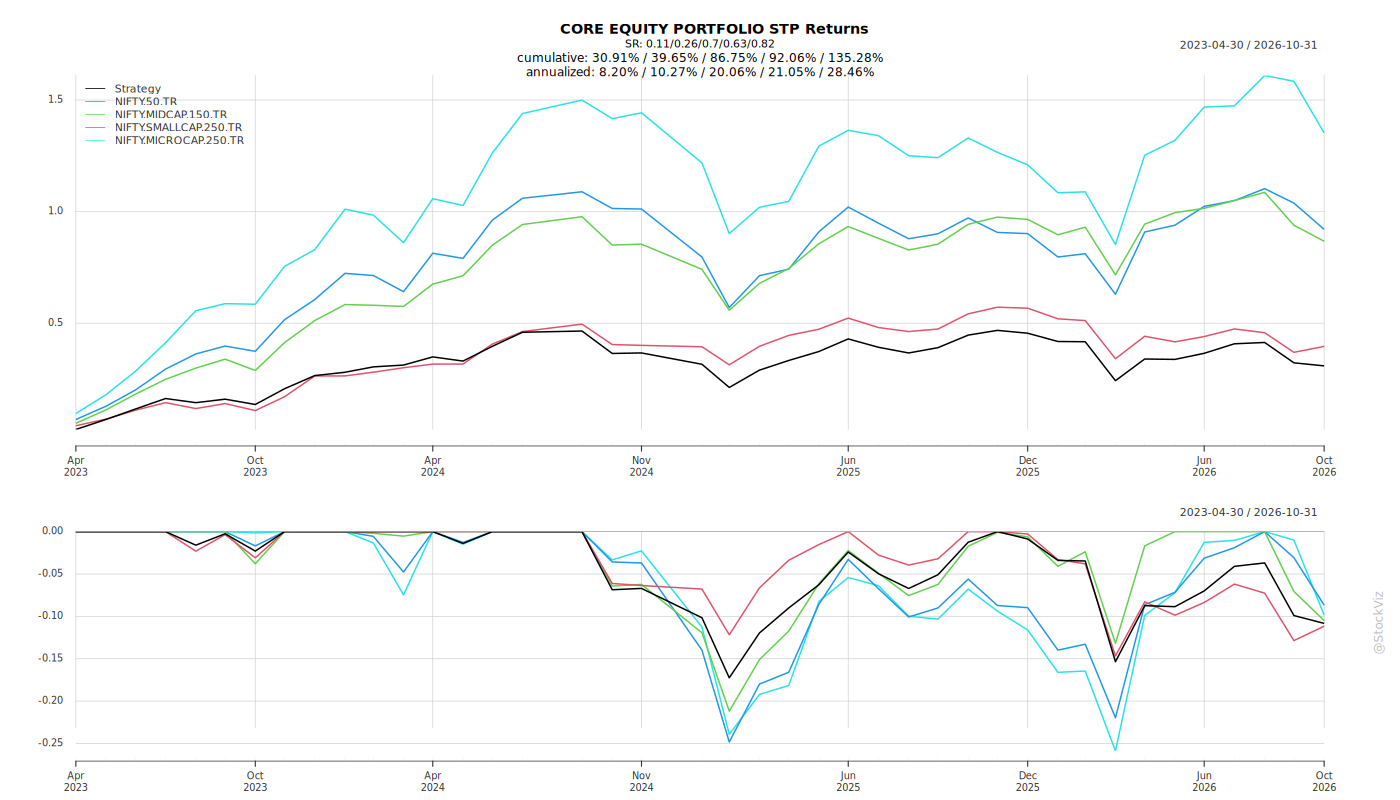 CORE EQUITY PORTFOLIO STP Returns
SR: 0.11/0.26/0.7/0.63/0.82
cumulative: 30.91% / 39.65% / 86.75% / 92.06% / 135.28%
annualized: 8.20% / 10.27% / 20.06% / 21.05% / 28.46%
2023-04-30 / 2026-10-31
Strategy
NIFTY.50.TR
NIFTY.MIDCAP.150.TR
NIFTY.SMALLCAP.250.TR
NIFTY.MICROCAP.250.TR
1.5
1.0
0.5
Apr 2023
Oct 2023
Apr 2024
Nov 2024
Jun 2025
Dec 2025
Jun 2026
Oct 2026
2023-04-30 / 2026-10-31
0.00
-0.05
-0.10
-0.15
-0.20
-0.25
Apr 2023
Oct 2023
Apr 2024
Nov 2024
Jun 2025
Dec 2025
Jun 2026
Oct 2026
@StockViz